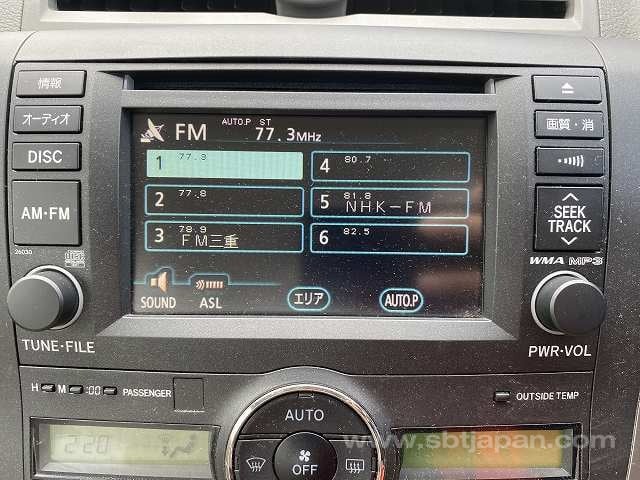 情報
オーディオ
DISC
AM·FM
26030
TUNE·FILE
FM AUTO.P ST 77.3MHz
1 77.3
2 77.8
3 78.9 FM三重
4 80.7
5 81.8 NHK-FM
6 82.5
SOUND
ASL
エリア
AUTO.P
画質・消
SEEK
TRACK
WMA MP3
PWR·VOL
H M :00 PASSENGER
AUTO
OFF
OUTSIDE TEMP
220
www.sbtjapan.com